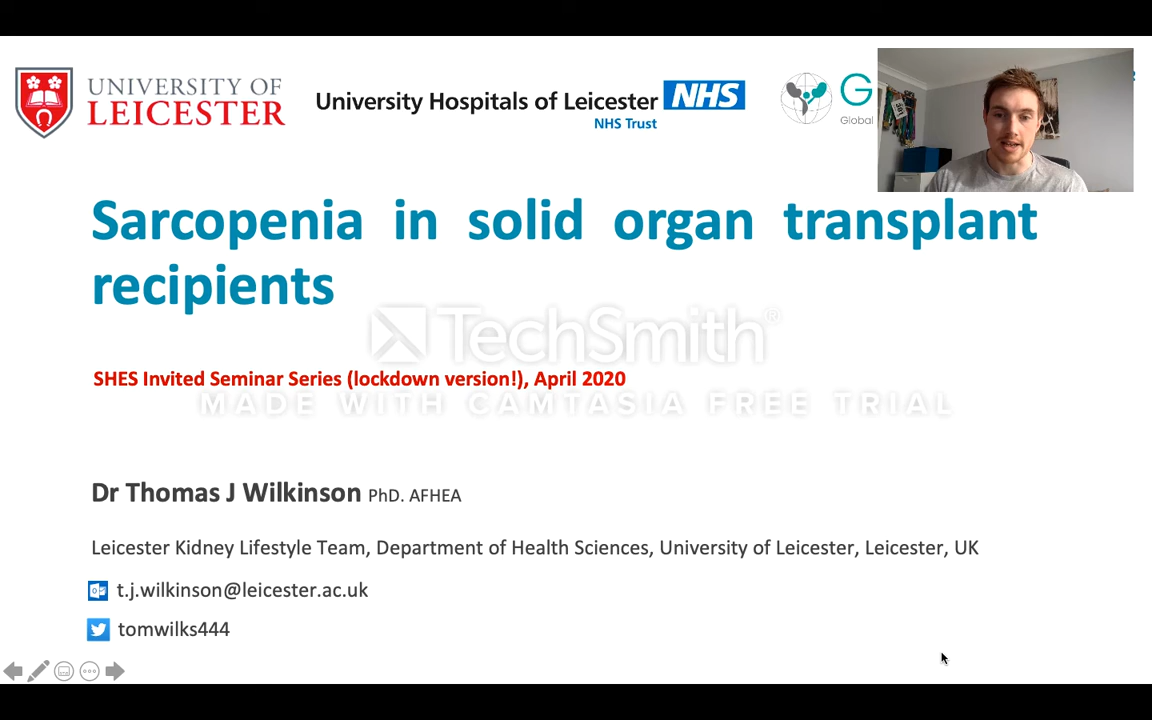 UNIVERSITY OF
LEICESTER
University Hospitals of Leicester NHS
NHS Trust
G
Global
Sarcopenia in solid organ transplant
recipients
TechSmith®
SHES Invited Seminar Series (lockdown version!), April 2020
MADE WITH CAMTASIA FREE TRIAL
Dr Thomas J Wilkinson PhD. AFHEA
Leicester Kidney Lifestyle Team, Department of Health Sciences, University of Leicester, Leicester, UK
t.j.wilkinson@leicester.ac.uk
tomwilks444